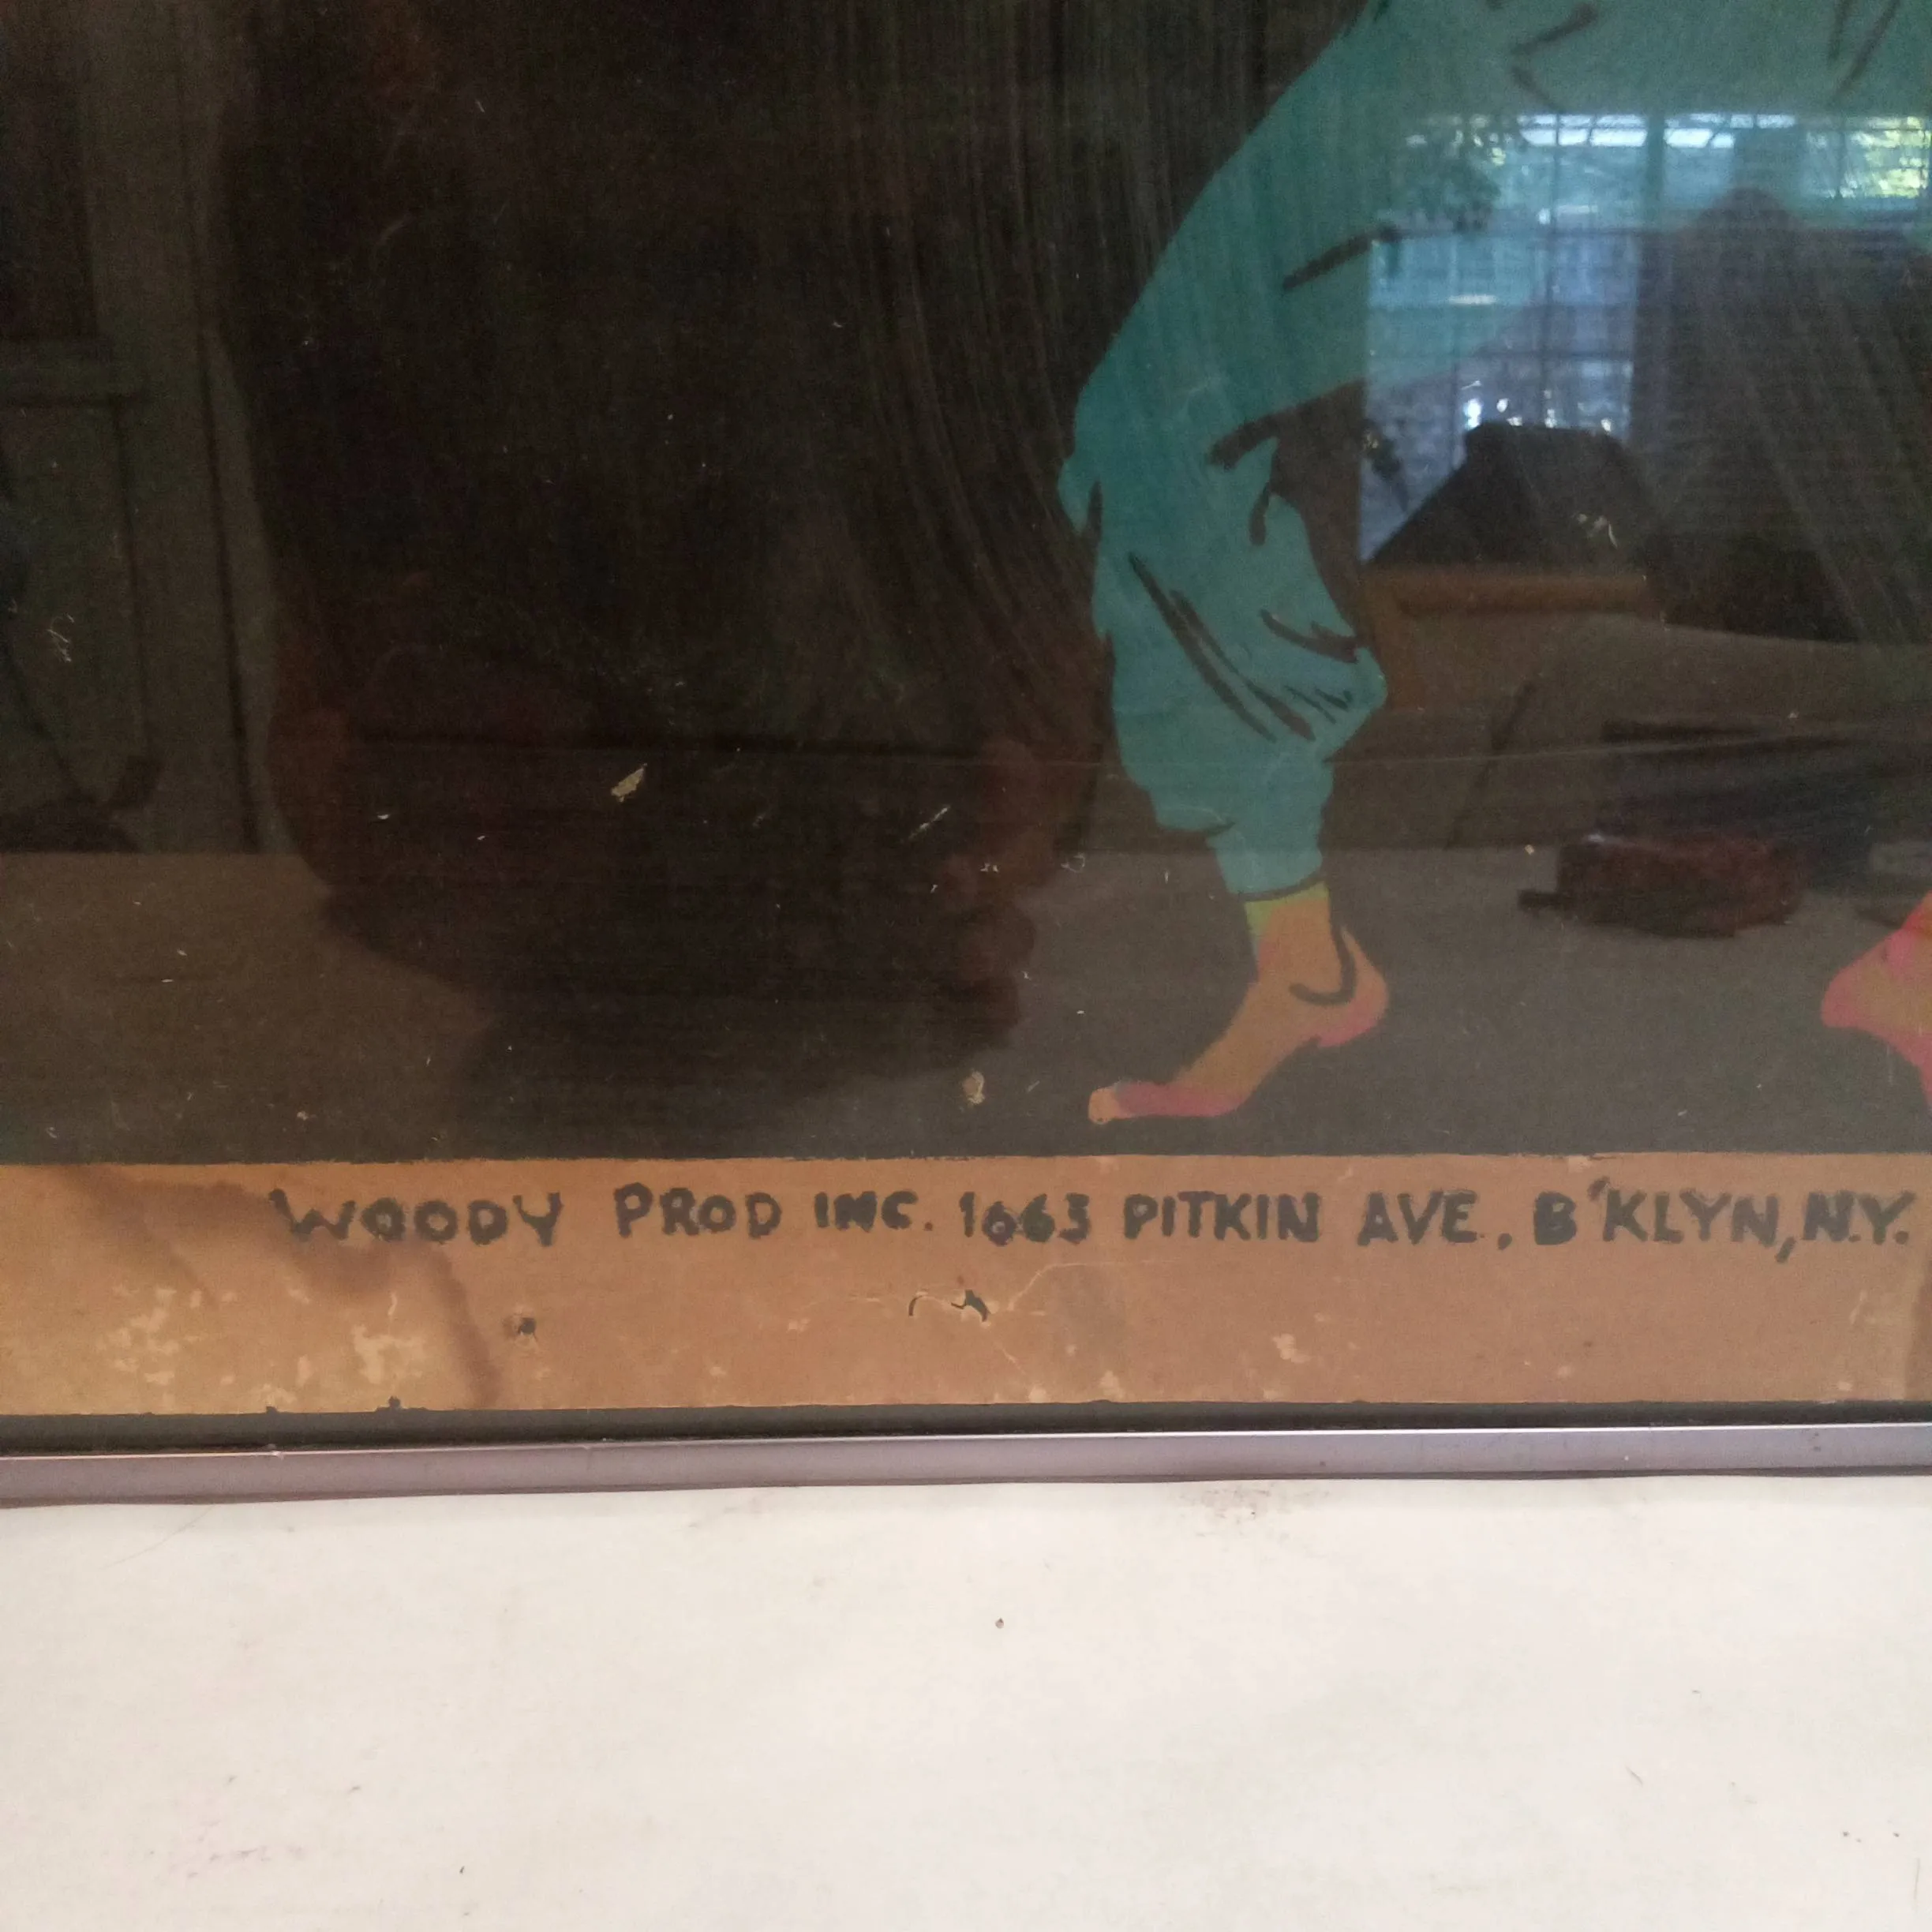 WOODY PROD INC. 1663 PITKIN AVE. B'KLYN, N.Y.